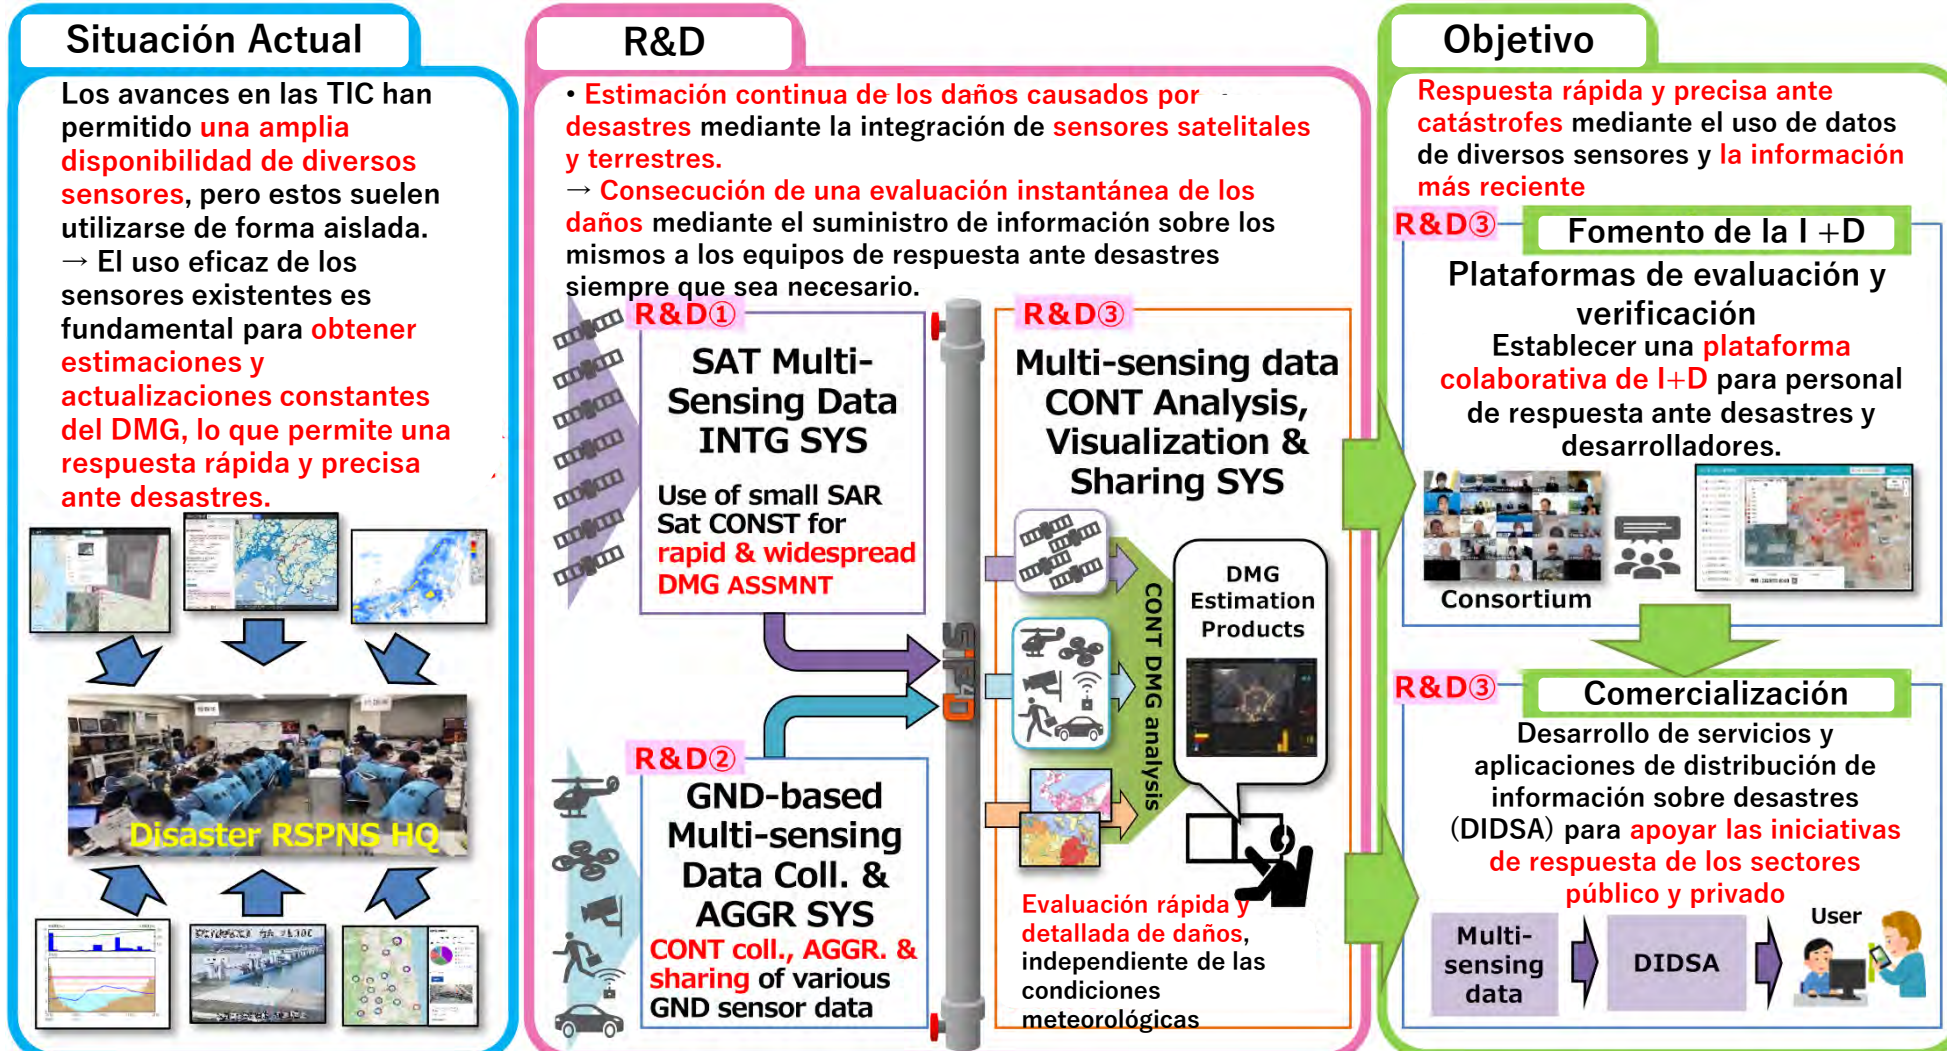 Situación Actual
Los avances en las TIC han
permitido una amplia
disponibilidad de diversos
sensores, pero estos suelen
utilizarse de forma aislada.
→ El uso eficaz de los
sensores existentes es
fundamental para obtener
estimaciones y
actualizaciones constantes
del DMG, lo que permite una
respuesta rápida y precisa
ante desastres.
Disaster RSPNS HQ
R&D
• Estimación continua de los daños causados por
desastres mediante la integración de sensores satelitales
y terrestres.
→ Consecución de una evaluación instantánea de los
daños mediante el suministro de información sobre los
mismos a los equipos de respuesta ante desastres
siempre que sea necesario.
R&D①
SAT Multi-
Sensing Data
INTG SYS
Use of small SAR
Sat CONST for
rapid & widespread
DMG ASSMNT
R&D②
GND-based
Multi-sensing
Data Coll. &
AGGR SYS
CONT coll., AGGR. &
sharing of various
GND sensor data
SIP4D
R&D③
Multi-sensing data
CONT Analysis,
Visualization &
Sharing SYS
CONT DMG analysis
DMG
Estimation
Products
Evaluación rápida y
detallada de daños,
independiente de las
condiciones
meteorológicas
Objetivo
Respuesta rápida y precisa ante
catástrofes mediante el uso de datos
de diversos sensores y la información
más reciente
R&D③
Fomento de la I +D
Plataformas de evaluación y
verificación
Establecer una plataforma
colaborativa de I+D para personal
de respuesta ante desastres y
desarrolladores.
Consortium
R&D③
Comercialización
Desarrollo de servicios y
aplicaciones de distribución de
información sobre desastres
(DIDSA) para apoyar las iniciativas
de respuesta de los sectores
público y privado
Multi-
sensing
data
DIDSA
User